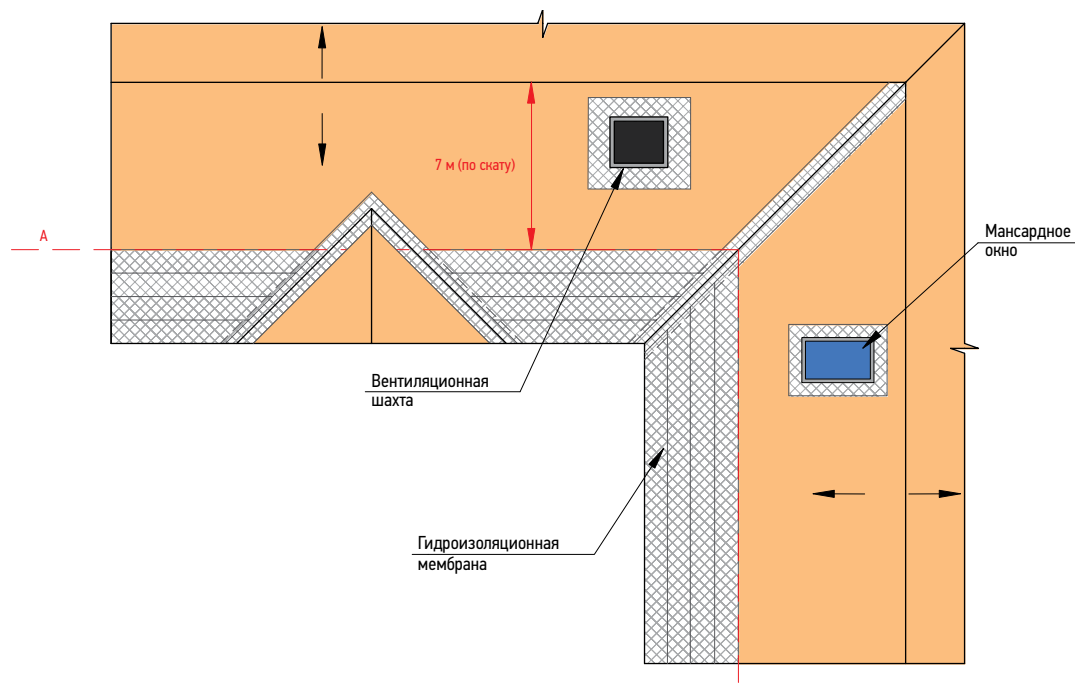 7 м (по скату)
А
Мансардное
окно
Вентиляционная
шахта
Гидроизоляционная
мембрана